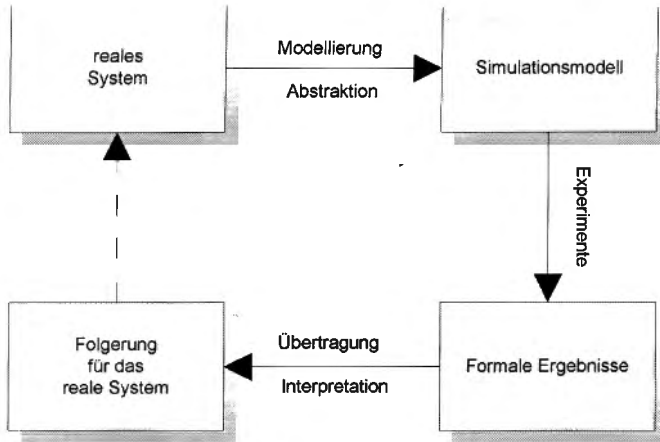 reales
System
Modellierung
Abstraktion
Simulationsmodell
Experimente
Formale Ergebnisse
Übertragung
Interpretation
Folgerung
für das
reale System